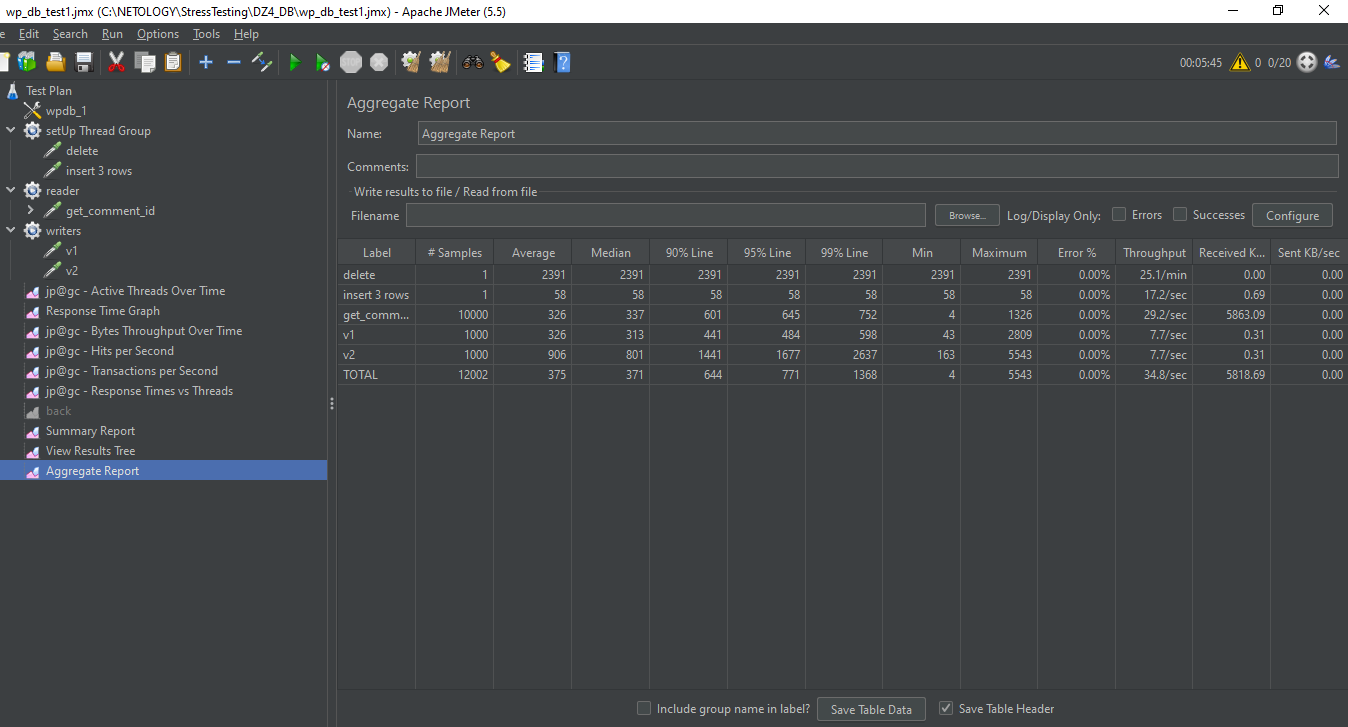 wp_db_test1.jmx (C:\NETOLOGY\StressTesting\DZ4_DB\wp_db_test1.jmx) - Apache JMeter (5.5)
e Edit Search Run Options Tools Help
STOP 00:05:45 0 0/20
Test Plan
wpdb_1
setUp Thread Group
delete
insert 3 rows
reader
get_comment_id
writers
v1
v2
jp@gc - Active Threads Over Time
Response Time Graph
jp@gc - Bytes Throughput Over Time
jp@gc - Hits per Second
jp@gc - Transactions per Second
jp@gc - Response Times vs Threads
back
Summary Report
View Results Tree
Aggregate Report
Aggregate Report
Name: Aggregate Report
Comments:
Write results to file / Read from file
Filename Browse... Log/Display Only: Errors Successes Configure
Label # Samples Average Median 90% Line 95% Line 99% Line Min Maximum Error % Throughput Received K... Sent KB/sec
delete 1 2391 2391 2391 2391 2391 2391 2391 0.00% 25.1/min 0.00 0.00
insert 3 rows 1 58 58 58 58 58 58 58 0.00% 17.2/sec 0.69 0.00
get_comm... 10000 326 337 601 645 752 4 1326 0.00% 29.2/sec 5863.09 0.00
v1 1000 326 313 441 484 598 43 2809 0.00% 7.7/sec 0.31 0.00
v2 1000 906 801 1441 1677 2637 163 5543 0.00% 7.7/sec 0.31 0.00
TOTAL 12002 375 371 644 771 1368 4 5543 0.00% 34.8/sec 5818.69 0.00
Include group name in label? Save Table Data Save Table Header